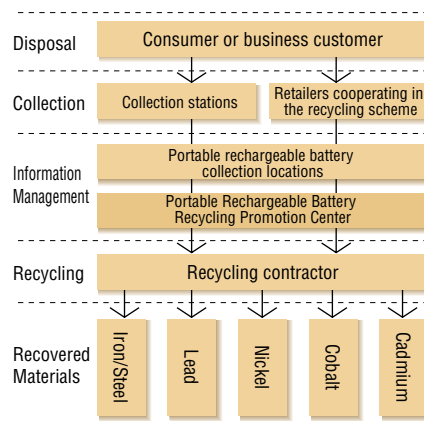 Disposal
Consumer or business customer
Collection
Collection stations
Retailers cooperating in
the recycling scheme
Information
Management
Portable rechargeable battery
collection locations
Portable Rechargeable Battery
Recycling Promotion Center
Recycling
Recycling contractor
Recovered
Materials
Iron/Steel
Lead
Nickel
Cobalt
Cadmium